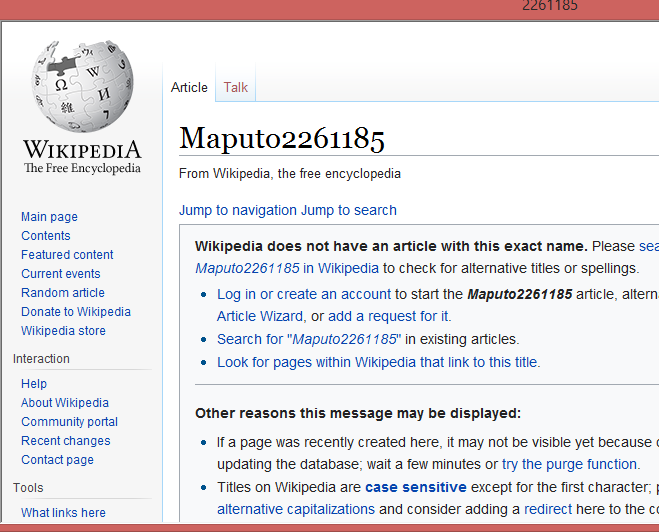 2261185
Article
Talk
WIKIPEDIA
The Free Encyclopedia
Main page
Contents
Featured content
Current events
Random article
Donate to Wikipedia
Wikipedia store
Interaction
Help
About Wikipedia
Community portal
Recent changes
Contact page
Tools
What links here
Maputo2261185
From Wikipedia, the free encyclopedia
Jump to navigation Jump to search
Wikipedia does not have an article with this exact name. Please
Maputo2261185 in Wikipedia to check for alternative titles or spellings.
• Log in or create an account to start the Maputo2261185 article,
Article Wizard, or add a request for it.
• Search for "Maputo2261185" in existing articles.
• Look for pages within Wikipedia that link to this title.
Other reasons this message may be displayed:
• If a page was recently created here, it may not be visible yet because
updating the database; wait a few minutes or try the purge function.
• Titles on Wikipedia are case sensitive except for the first character;
alternative capitalizations and consider adding a redirect here to the